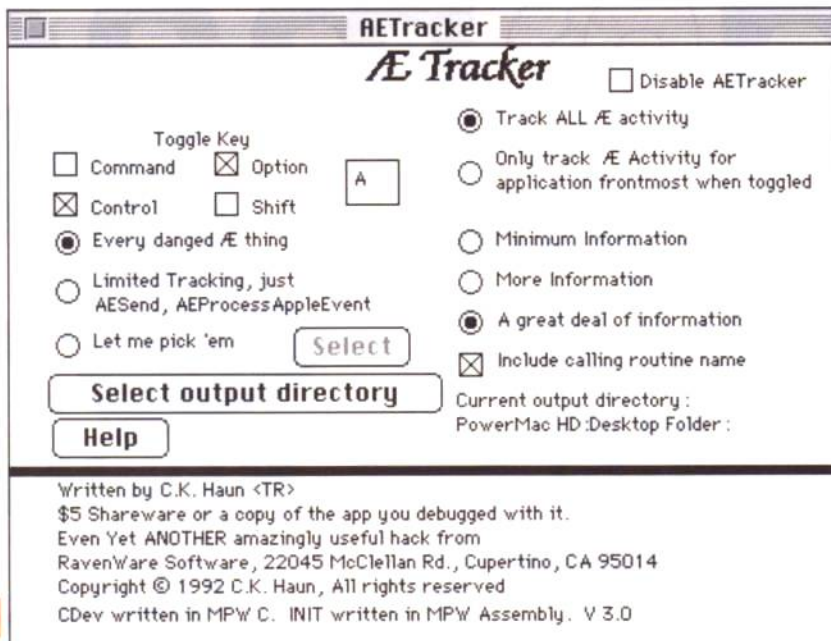 AETracker
Æ Tracker
Disable AETracker
Toggle Key
Command
Option
A
Control
Shift
Every danged Æ thing
Limited Tracking, just
AESend, AEProcessAppleEvent
Let me pick 'em
Select
Select output directory
Help
Track ALL Æ activity
Only track Æ Activity for
application frontmost when toggled
Minimum Information
More Information
A great deal of information
Include calling routine name
Current output directory :
PowerMac HD :Desktop Folder :
Written by C.K. Haun <TR>
$5 Shareware or a copy of the app you debugged with it.
Even Yet ANOTHER amazingly useful hack from
RavenWare Software, 22045 McClellan Rd., Cupertino, CA 95014
Copyright © 1992 C.K. Haun, All rights reserved
CDev written in MPW C. INIT written in MPW Assembly. V 3.0